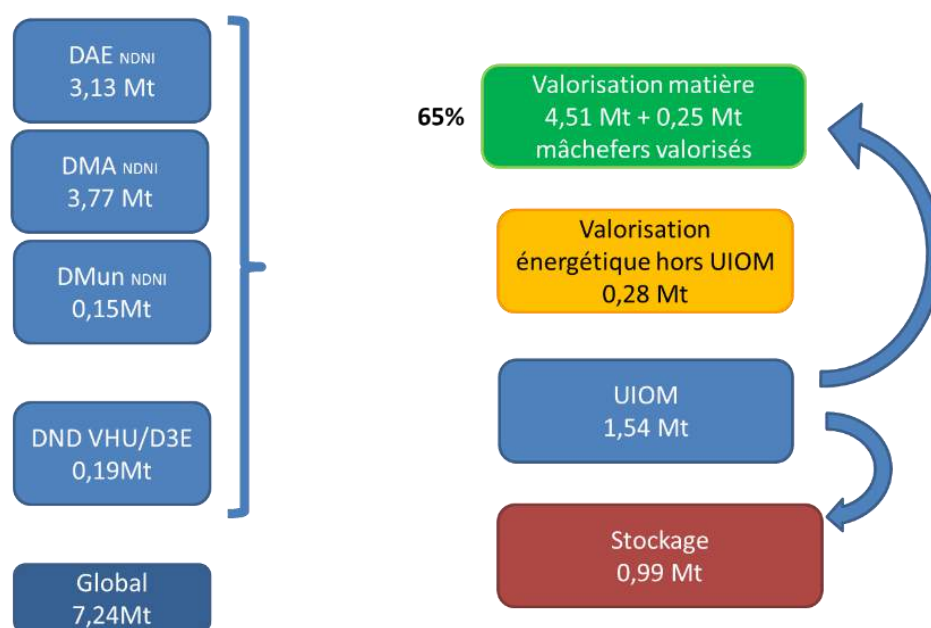 DAE NDNI
3,13 Mt
DMA NDNI
3,77 Mt
DMun NDNI
0,15Mt
DND VHU/D3E
0,19Mt
Global
7,24Mt
65%
Valorisation matière
4,51 Mt + 0,25 Mt
mâchefers valorisés
Valorisation
énergétique hors UIOM
0,28 Mt
UIOM
1,54 Mt
Stockage
0,99 Mt